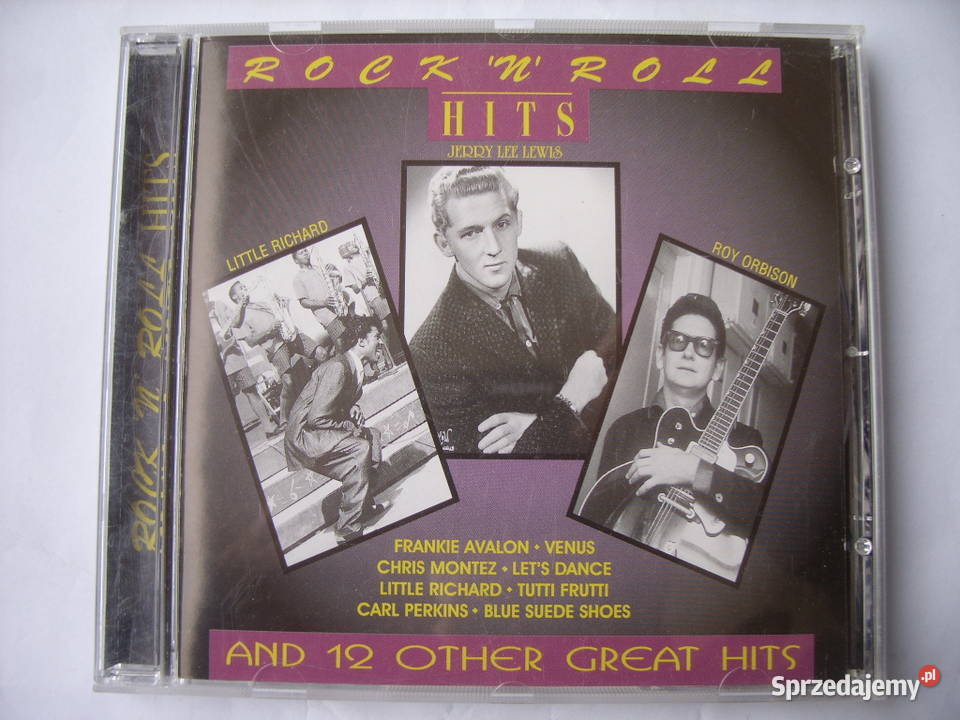 ROCK 'N' ROLL
HITS
JERRY LEE LEWIS
LITTLE RICHARD
ROY ORBISON
FRANKIE AVALON • VENUS
CHRIS MONTEZ • LET'S DANCE
LITTLE RICHARD • TUTTI FRUTTI
CARL PERKINS • BLUE SUEDE SHOES
AND 12 OTHER GREAT HITS
ROCK 'N' ROLL HITS
Sprzedajemy.pl